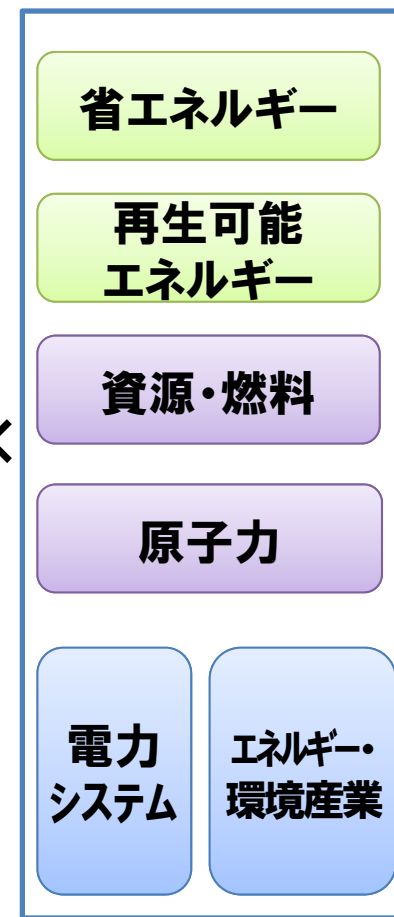 省エネルギー
再生可能
エネルギー
資源・燃料
原子力
電力
システム
エネルギー・
環境産業